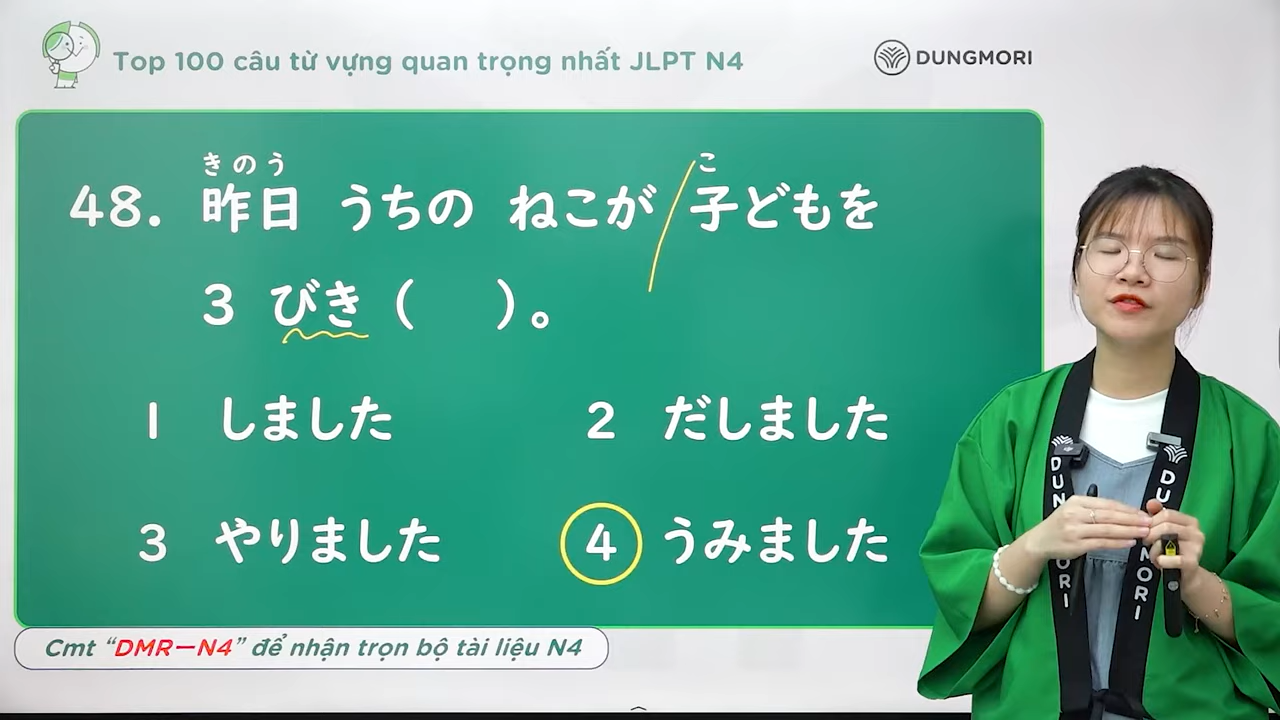 Top 100 câu từ vựng quan trọng nhất JLPT N4
DUNGMORI
きのう こ
48. 昨日 うちの ねこが 子どもを
3 びき ( )。
1 しました
2 だしました
3 やりました
4 うみました
Cmt “DMR–N4” để nhận trọn bộ tài liệu N4
DUNGMORI
DUNGMORI